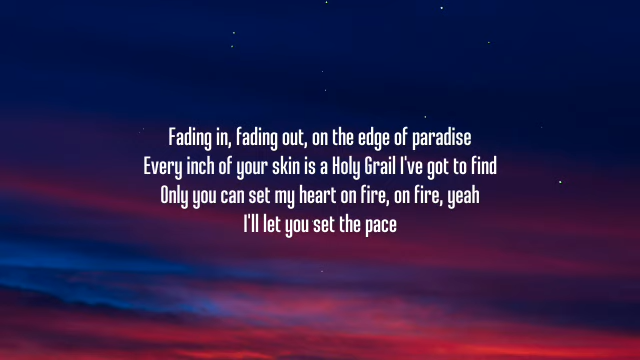 Fading in, fading out, on the edge of paradise
Every inch of your skin is a Holy Grail I've got to find
Only you can set my heart on fire, on fire, yeah
I'll let you set the pace